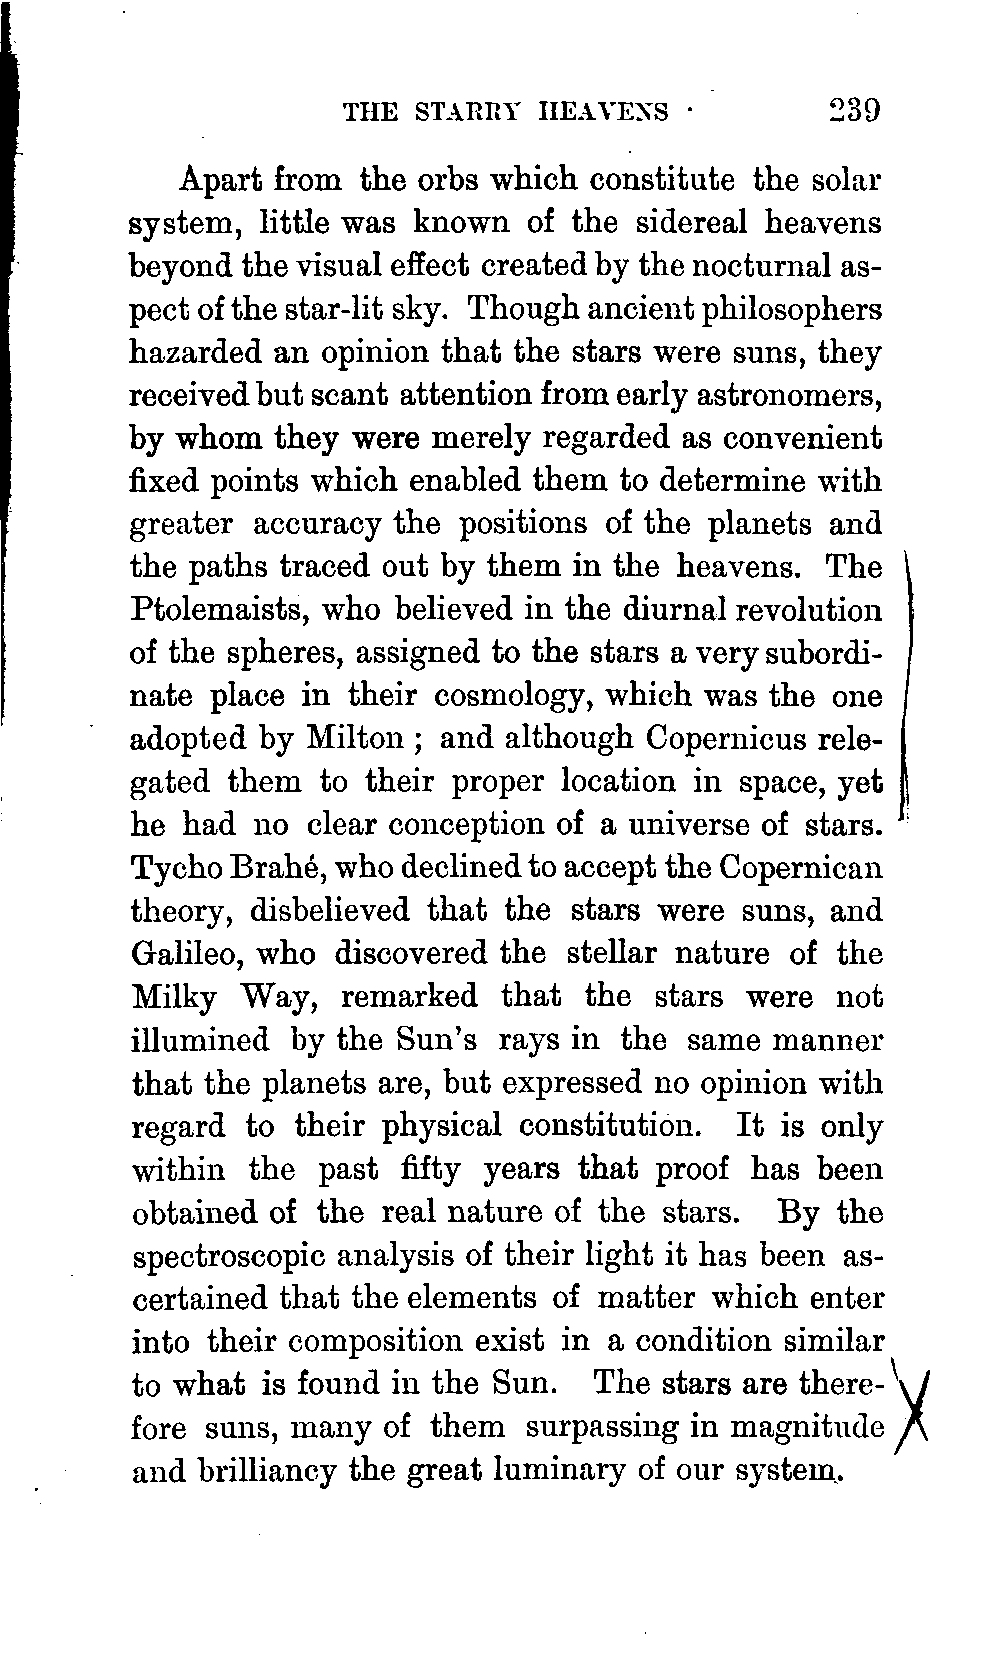 THE STARRY HEAVENS 239
Apart from the orbs which constitute the solar
system, little was known of the sidereal heavens
beyond the visual effect created by the nocturnal as-
pect of the star-lit sky. Though ancient philosophers
hazarded an opinion that the stars were suns, they
received but scant attention from early astronomers,
by whom they were merely regarded as convenient
fixed points which enabled them to determine with
greater accuracy the positions of the planets and
the paths traced out by them in the heavens. The
Ptolemaists, who believed in the diurnal revolution
of the spheres, assigned to the stars a very subordi-
nate place in their cosmology, which was the one
adopted by Milton ; and although Copernicus rele-
gated them to their proper location in space, yet
he had no clear conception of a universe of stars.
Tycho Brahé, who declined to accept the Copernican
theory, disbelieved that the stars were suns, and
Galileo, who discovered the stellar nature of the
Milky Way, remarked that the stars were not
illumined by the Sun's rays in the same manner
that the planets are, but expressed no opinion with
regard to their physical constitution. It is only
within the past fifty years that proof has been
obtained of the real nature of the stars. By the
spectroscopic analysis of their light it has been as-
certained that the elements of matter which enter
into their composition exist in a condition similar
to what is found in the Sun. The stars are there-
fore suns, many of them surpassing in magnitude
and brilliancy the great luminary of our system.